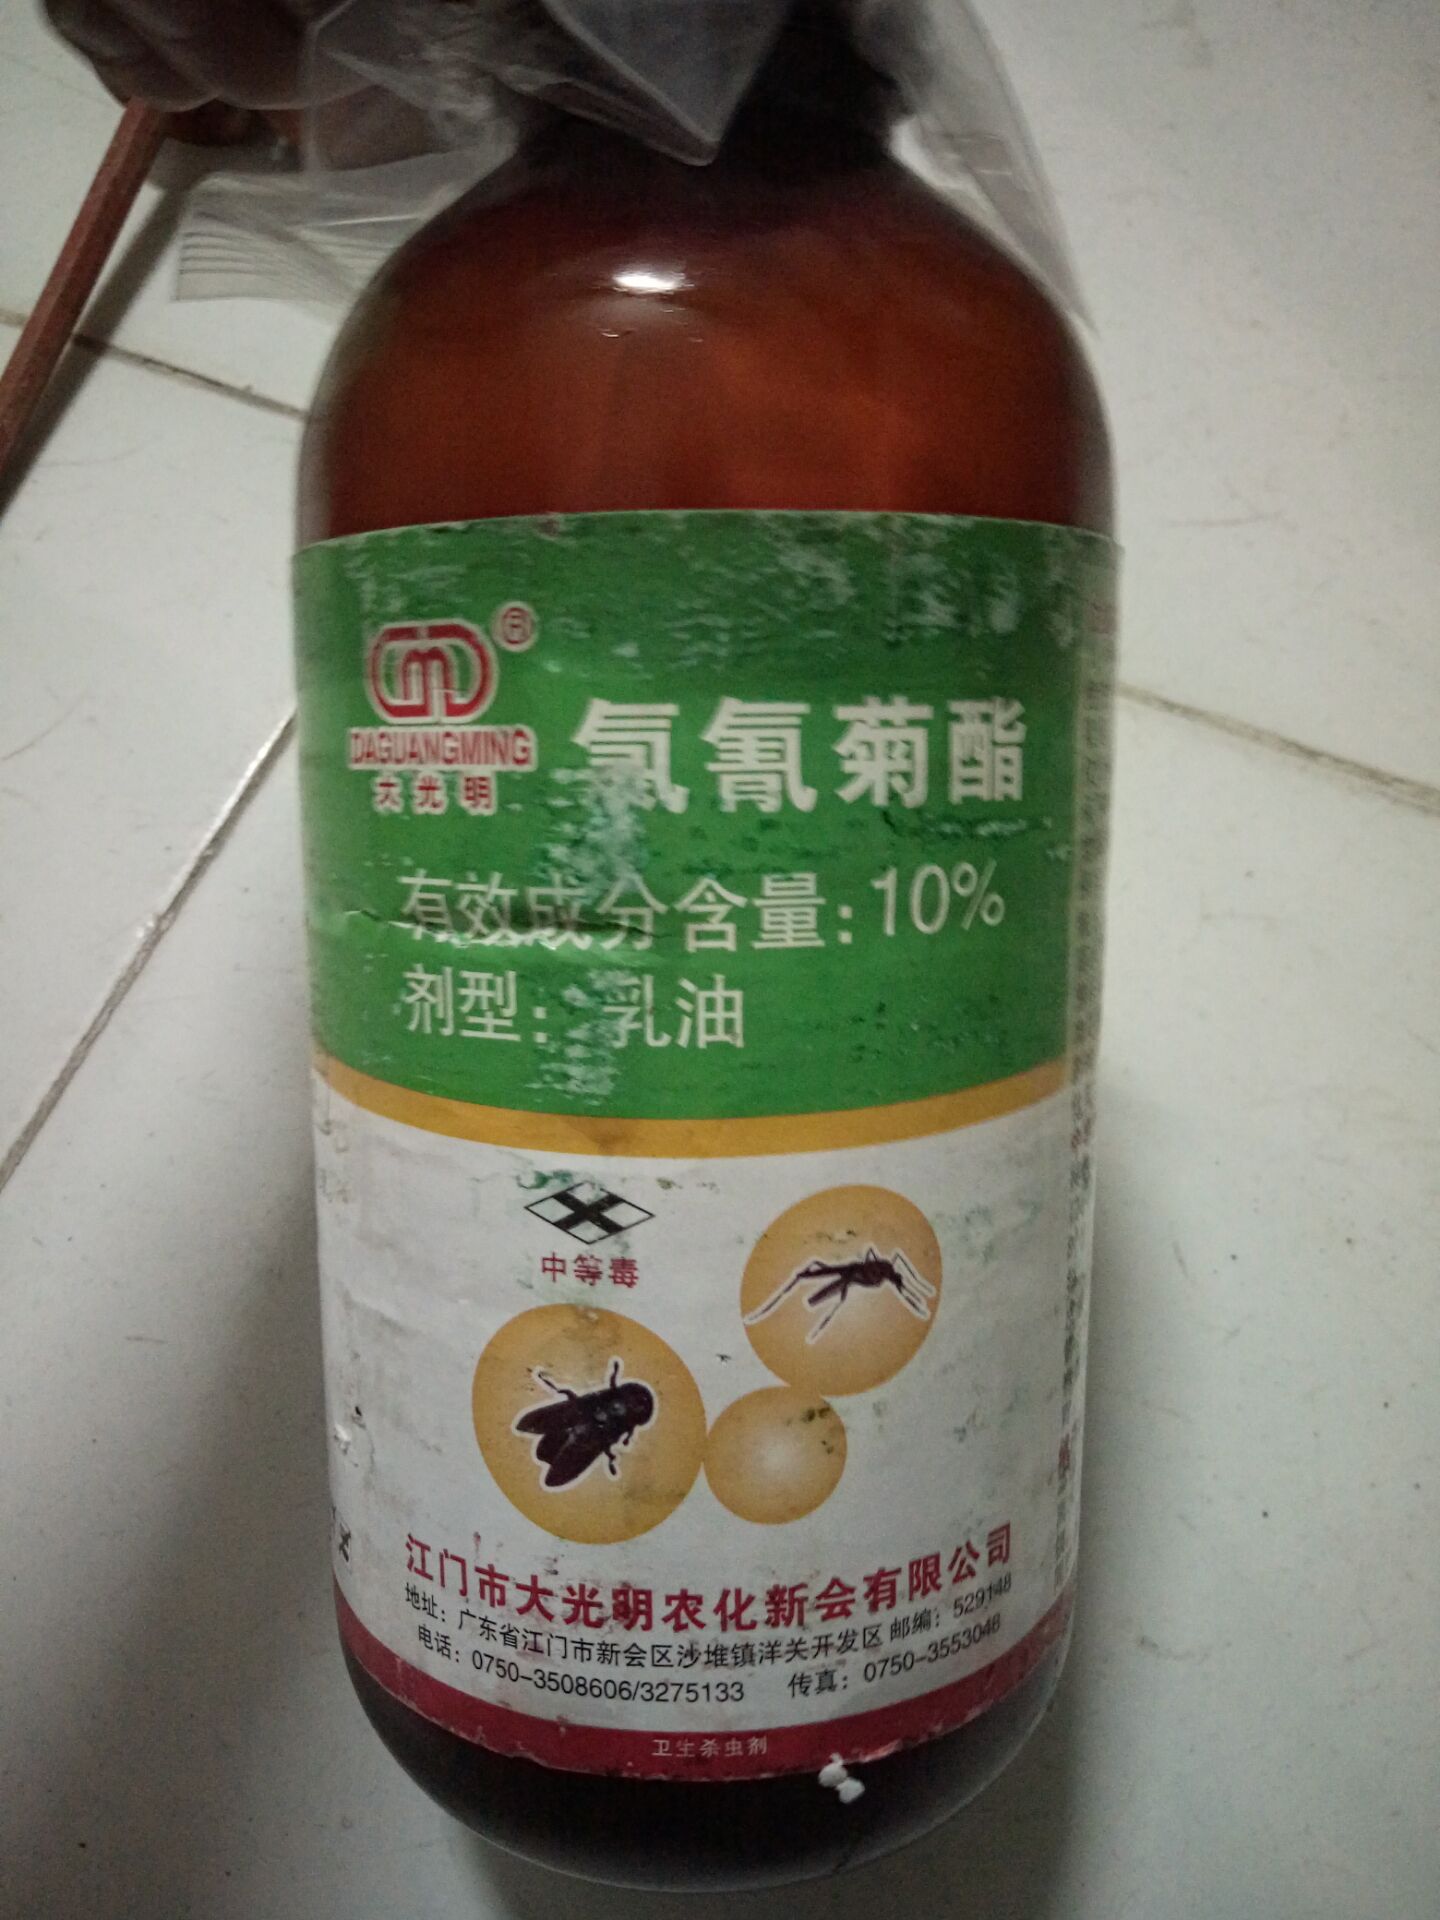 ®
DAGUANGMING
大光明
氯氰菊酯
有效成分含量：10%
剂型：乳油
中等毒
江门市大光明农化新会有限公司
地址：广东省江门市新会区沙堆镇洋关开发区 邮编：529148
电话：0750-3508606/3275133 传真：0750-3553048
卫生杀虫剂